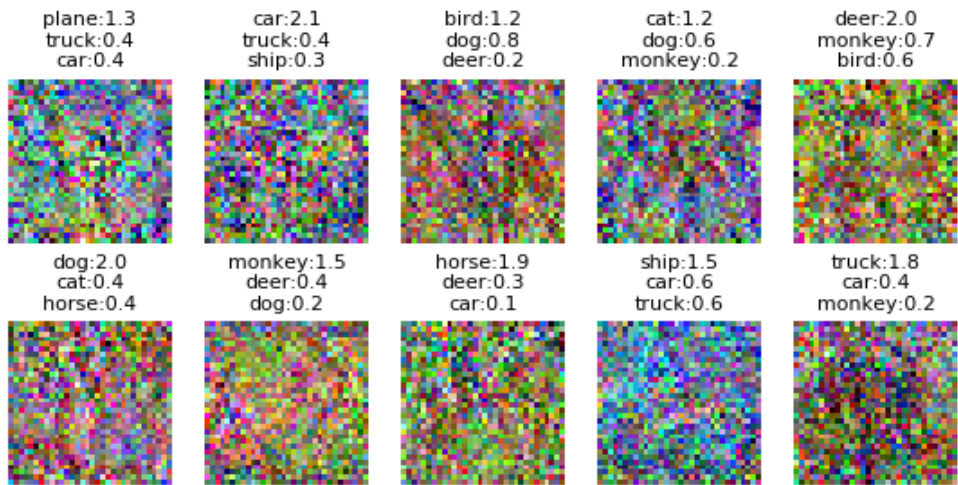 plane:1.3
truck:0.4
car:0.4
car:2.1
truck:0.4
ship:0.3
bird:1.2
dog:0.8
deer:0.2
cat:1.2
dog:0.6
monkey:0.2
deer:2.0
monkey:0.7
bird:0.6
dog:2.0
cat:0.4
horse:0.4
monkey:1.5
deer:0.4
dog:0.2
horse:1.9
deer:0.3
car:0.1
ship:1.5
car:0.6
truck:0.6
truck:1.8
car:0.4
monkey:0.2